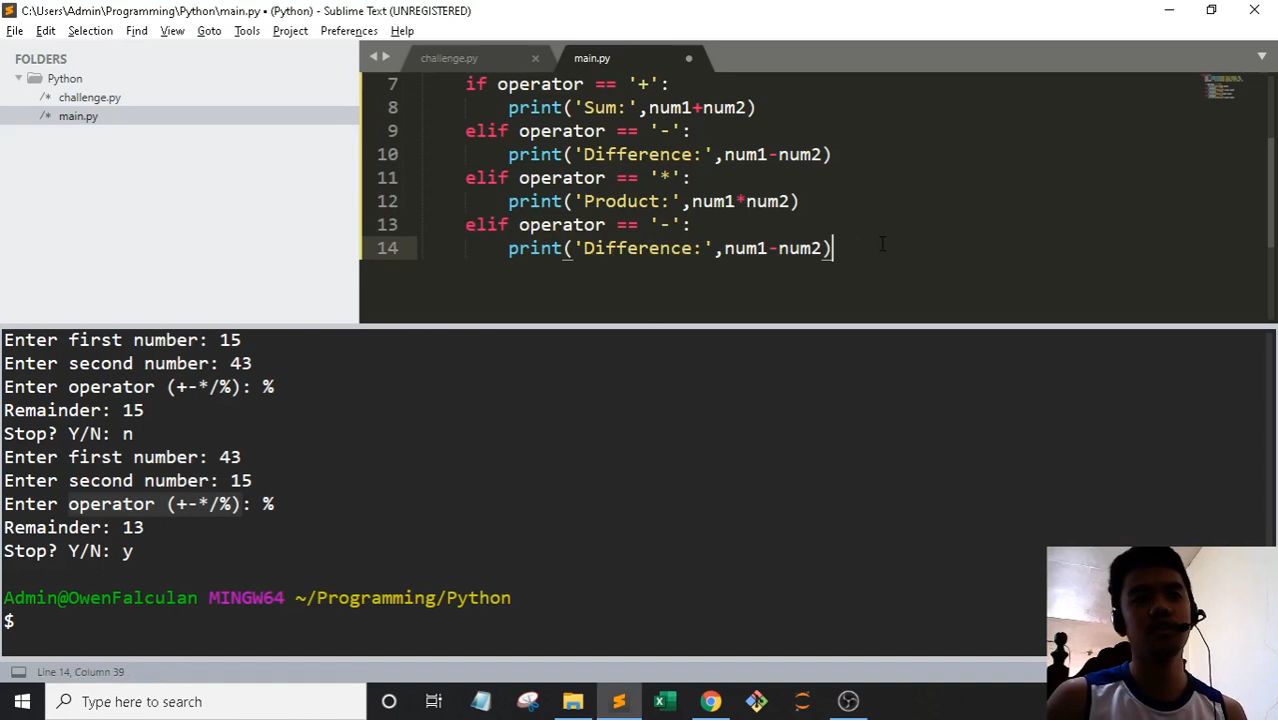 C:\Users\Admin\Programming\Python\main.py • (Python) - Sublime Text (UNREGISTERED)
File Edit Selection Find View Goto Tools Project Preferences Help
FOLDERS
Python
/* challenge.py
/* main.py
challenge.py main.py
7 if operator == '+':
8 print('Sum:',num1+num2)
9 elif operator == '-':
10 print('Difference:',num1-num2)
11 elif operator == '*':
12 print('Product:',num1*num2)
13 elif operator == '-':
14 print('Difference:',num1-num2)
Enter first number: 15
Enter second number: 43
Enter operator (+-*/%): %
Remainder: 15
Stop? Y/N: n
Enter first number: 43
Enter second number: 15
Enter operator (+-*/%): %
Remainder: 13
Stop? Y/N: y
Admin@OwenFalculan MINGW64 ~/Programming/Python
$
Line 14, Column 39
Type here to search